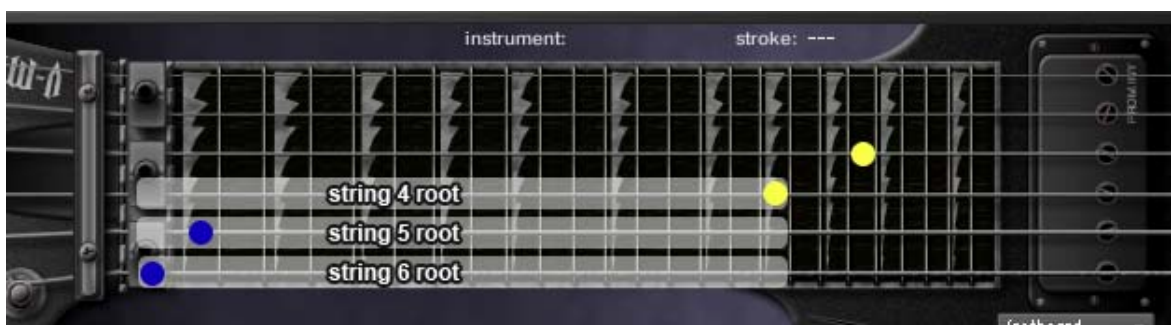 instrument: stroke: ---
string 4 root
string 5 root
string 6 root